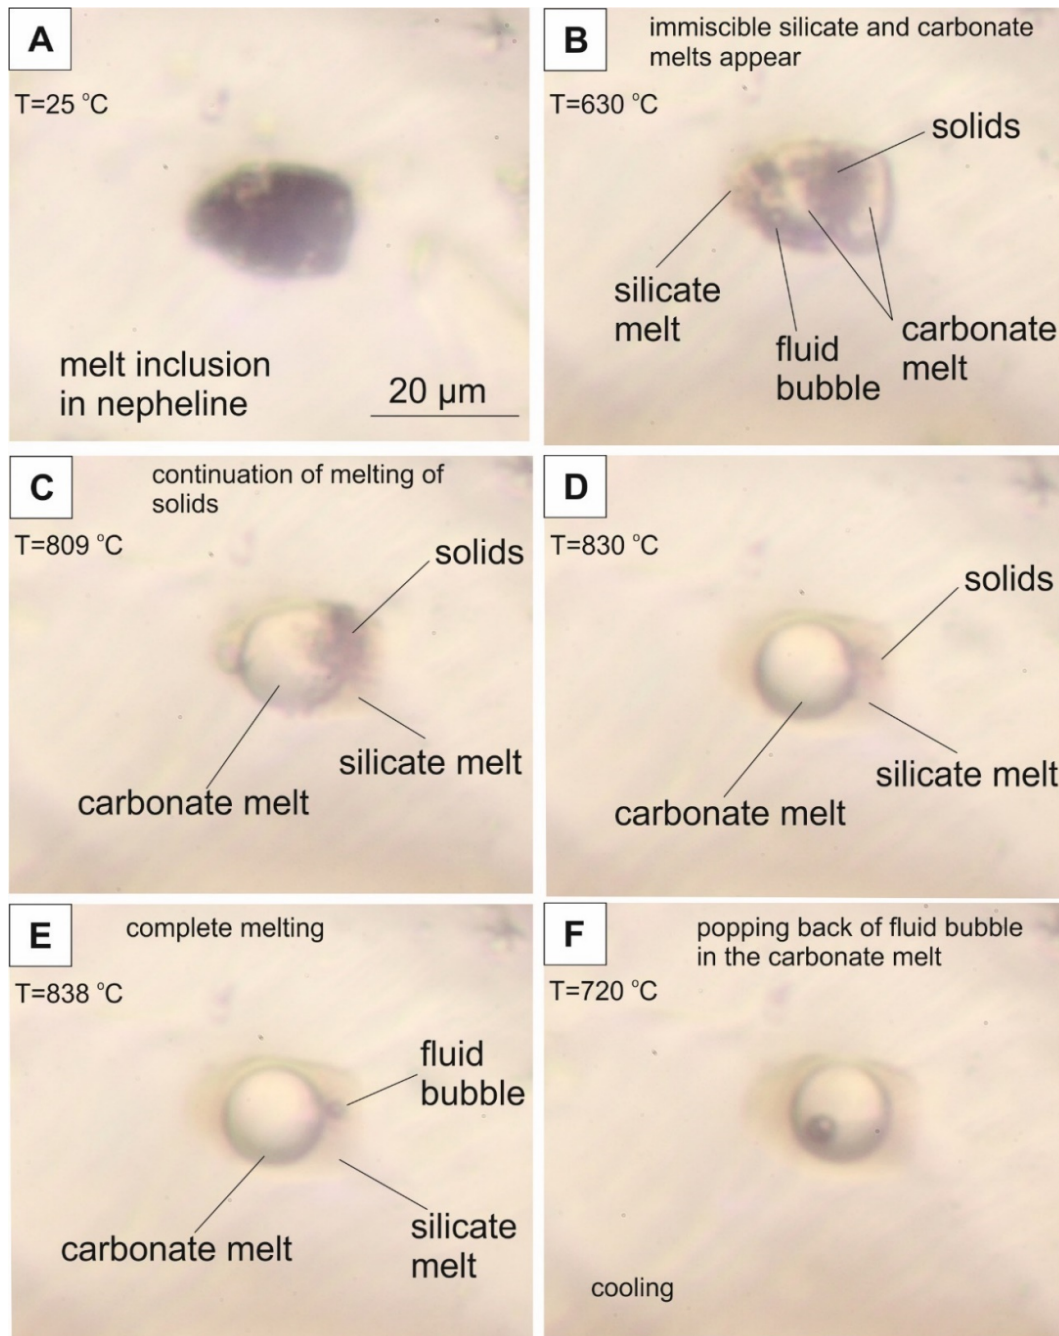 A
T=25 °C
melt inclusion
in nepheline
20 µm
B
immiscible silicate and carbonate
melts appear
T=630 °C
solids
silicate
melt
fluid
bubble
carbonate
melt
C
continuation of melting of
solids
T=809 °C
solids
silicate melt
carbonate melt
D
T=830 °C
solids
silicate melt
carbonate melt
E
complete melting
T=838 °C
fluid
bubble
carbonate melt
silicate
melt
F
popping back of fluid bubble
in the carbonate melt
T=720 °C
cooling